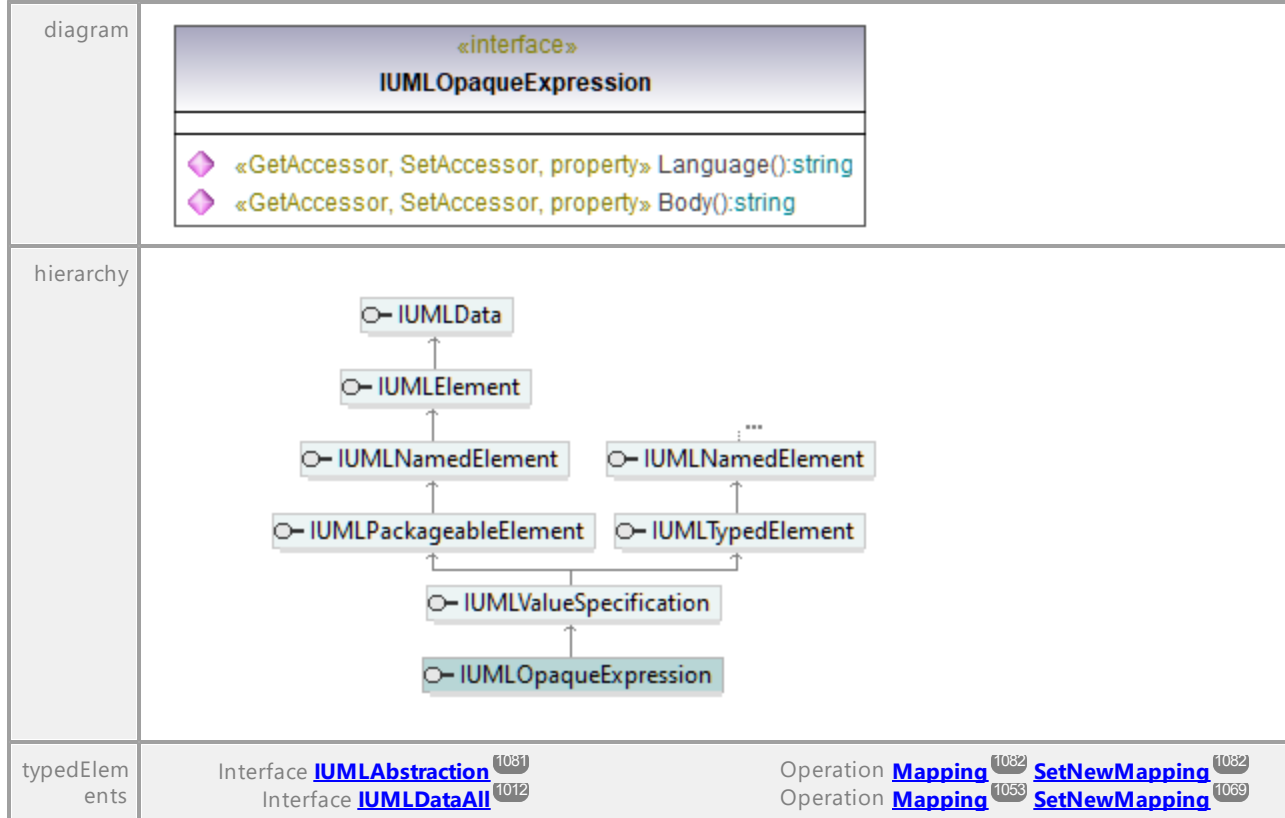 diagram
«interface»
IUMLOpaqueExpression
«GetAccessor, SetAccessor, property» Language():string
«GetAccessor, SetAccessor, property» Body():string
hierarchy
IUMLData
IUMLElement
IUMLNamedElement
...
IUMLNamedElement
IUMLPackageableElement
IUMLTypedElement
IUMLValueSpecification
IUMLOpaqueExpression
typedElem
ents
Interface IUMLAbstraction 1081
Operation Mapping 1082 SetNewMapping 1082
Interface IUMLDataAll 1012
Operation Mapping 1053 SetNewMapping 1069